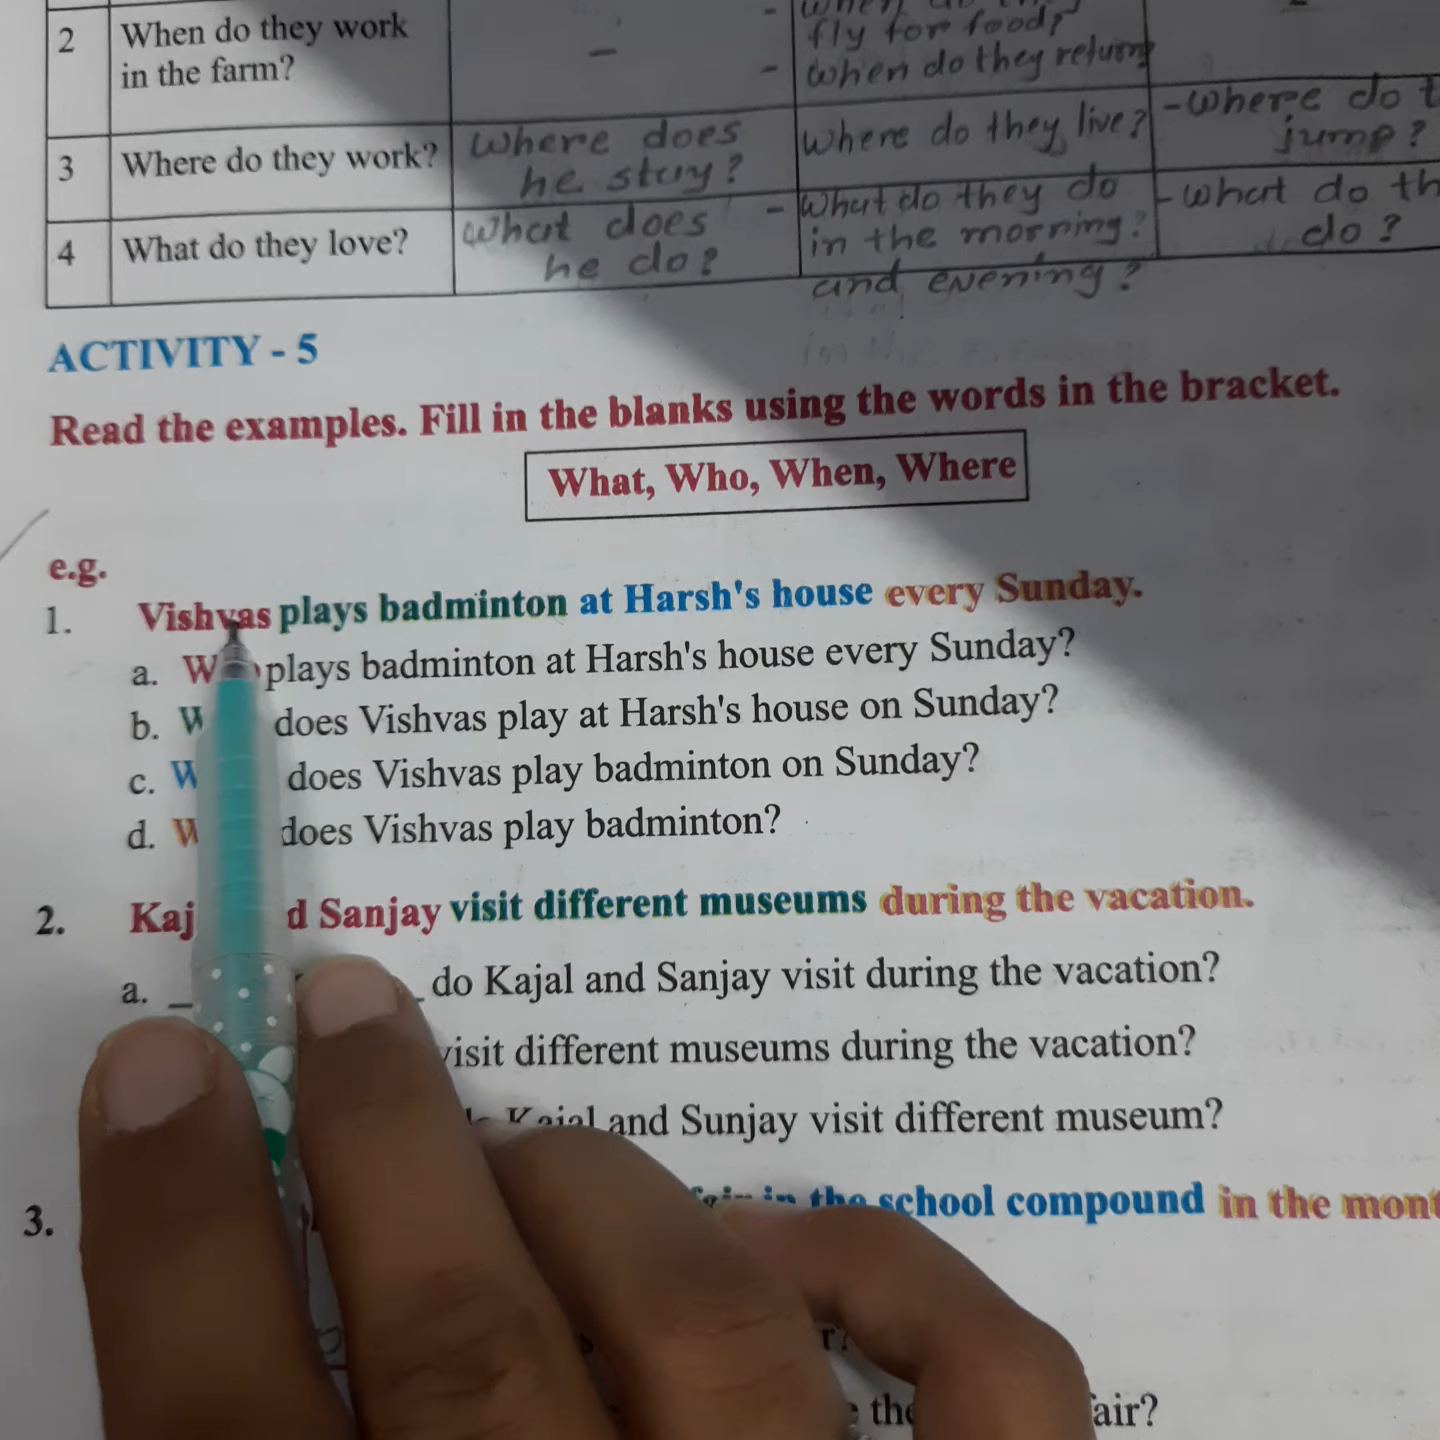 2 When do they work
in the farm?
-
fly for food?
- when do they return
3 Where do they work?
where does
he stay?
where do they live?
- where do
jump?
4 What do they love?
what does
he do?
- what do they do
in the morning?
and evening?
- what do
do?
ACTIVITY - 5
Read the examples. Fill in the blanks using the words in the bracket.
What, Who, When, Where
e.g.
1. Vishvas plays badminton at Harsh's house every Sunday.
a. plays badminton at Harsh's house every Sunday?
b. does Vishvas play at Harsh's house on Sunday?
c. does Vishvas play badminton on Sunday?
d. does Vishvas play badminton?
2. Sanjay visit different museums during the vacation.
a. do Kajal and Sanjay visit during the vacation?
visit different museums during the vacation?
Kajal and Sunjay visit different museum?
3. in the school compound in the